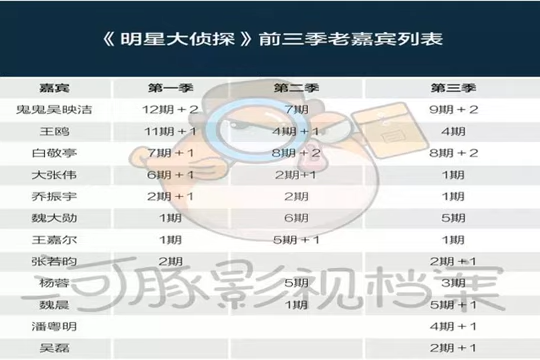 《明星大侦探》前三季老嘉宾列表
嘉宾 第一季 第二季 第三季
鬼鬼吴映洁 12期+2 7期 9期+2
王鸥 11期+1 4期+1 4期
白敬亭 7期+1 8期+2 8期+2
大张伟 6期+1 2期+1 1期
乔振宇 2期+1 2期 1期
魏大勋 1期 6期 5期
王嘉尔 1期 5期+1 1期
张若昀 2期 2期+1
杨蓉 5期 3期
魏晨 1期 5期+1
潘粤明 4期+1
吴磊 2期+1
河豚影视档案